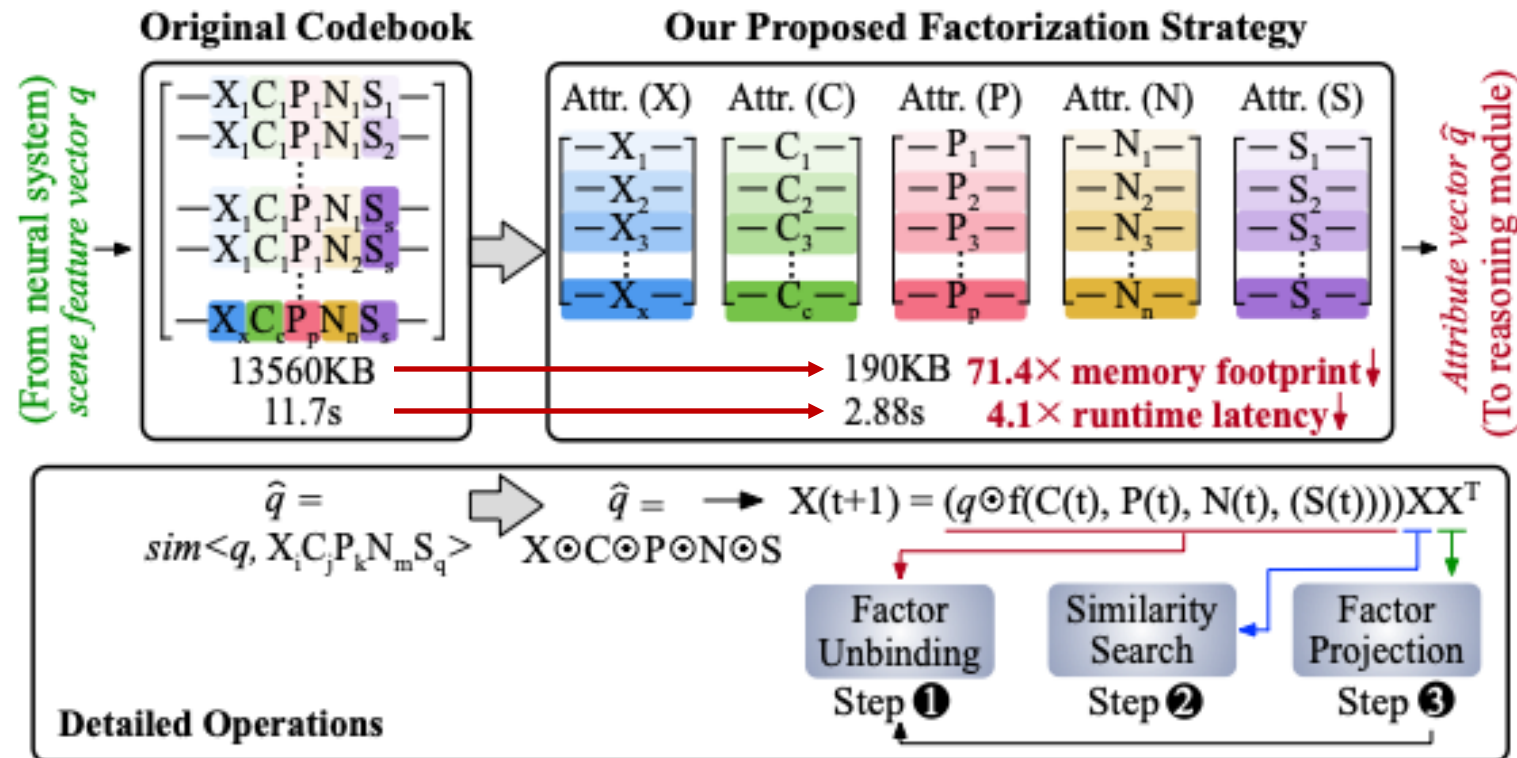 Original Codebook
Our Proposed Factorization Strategy
(From neural system)
scene feature vector q
—X₁C₁P₁N₁S₁—
—X₁C₁P₁N₁S₂—
—X₁C₁P₁N₁Sₛ—
—X₁C₁P₁N₂Sₛ—
—XₓC꜀PₚNₙSₛ—
13560KB
11.7s
Attr. (X) Attr. (C) Attr. (P) Attr. (N) Attr. (S)
—X₁— —C₁— —P₁— —N₁— —S₁—
—X₂— —C₂— —P₂— —N₂— —S₂—
—X₃— —C₃— —P₃— —N₃— —S₃—
—Xₓ— —C꜀— —Pₚ— —Nₙ— —Sₛ—
190KB 71.4× memory footprint↓
2.88s 4.1× runtime latency↓
Attribute vector q̂
(To reasoning module)
q̂ =
sim<q, XᵢCⱼPₖNₘS_q>
q̂ =
X⊙C⊙P⊙N⊙S
X(t+1) = (q⊙f(C(t), P(t), N(t), (S(t))))XXᵀ
Factor Unbinding
Step ❶
Similarity Search
Step ❷
Factor Projection
Step ❸
Detailed Operations